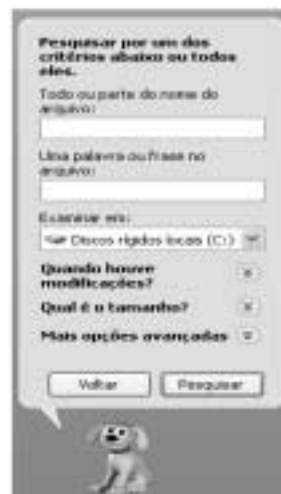 Pesquisar por um dos
critérios abaixo ou todos
eles.
Todo ou parte do nome do
arquivo:
Uma palavra ou frase no
arquivo:
Examinar em:
Discos rígidos locais (C:)
Quando houve
modificações?
Qual é o tamanho?
Mais opções avançadas
Voltar
Pesquisar